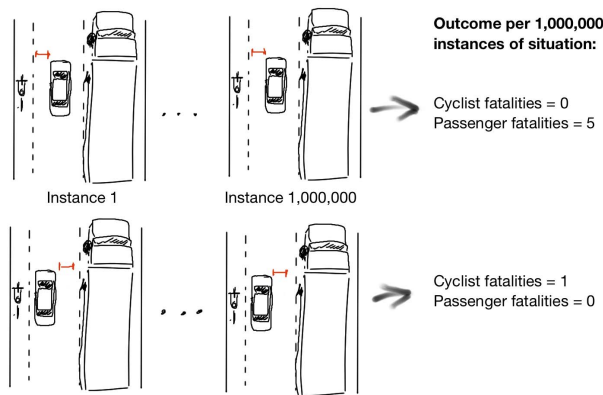 Outcome per 1,000,000
instances of situation:
Cyclist fatalities = 0
Passenger fatalities = 5
Instance 1
Instance 1,000,000
Cyclist fatalities = 1
Passenger fatalities = 0